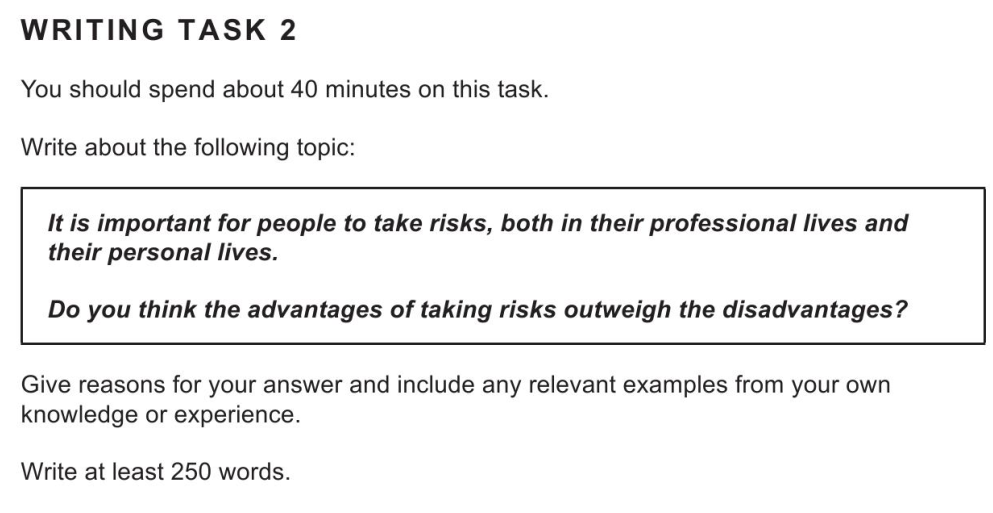 WRITING TASK 2
You should spend about 40 minutes on this task.
Write about the following topic:
It is important for people to take risks, both in their professional lives and
their personal lives.
Do you think the advantages of taking risks outweigh the disadvantages?
Give reasons for your answer and include any relevant examples from your own
knowledge or experience.
Write at least 250 words.